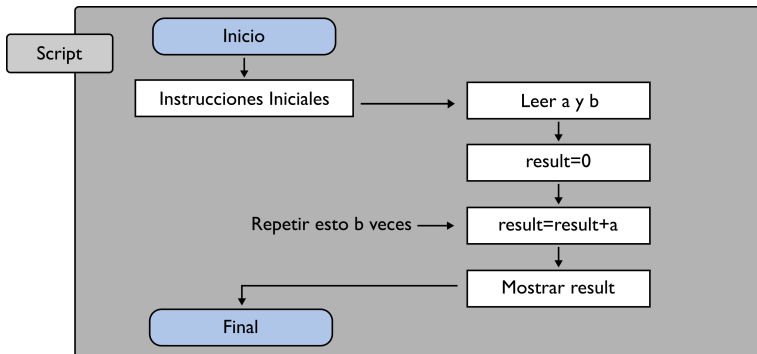 Script
Inicio
Instrucciones Iniciales
Leer a y b
result=0
Repetir esto b veces
result=result+a
Mostrar result
Final